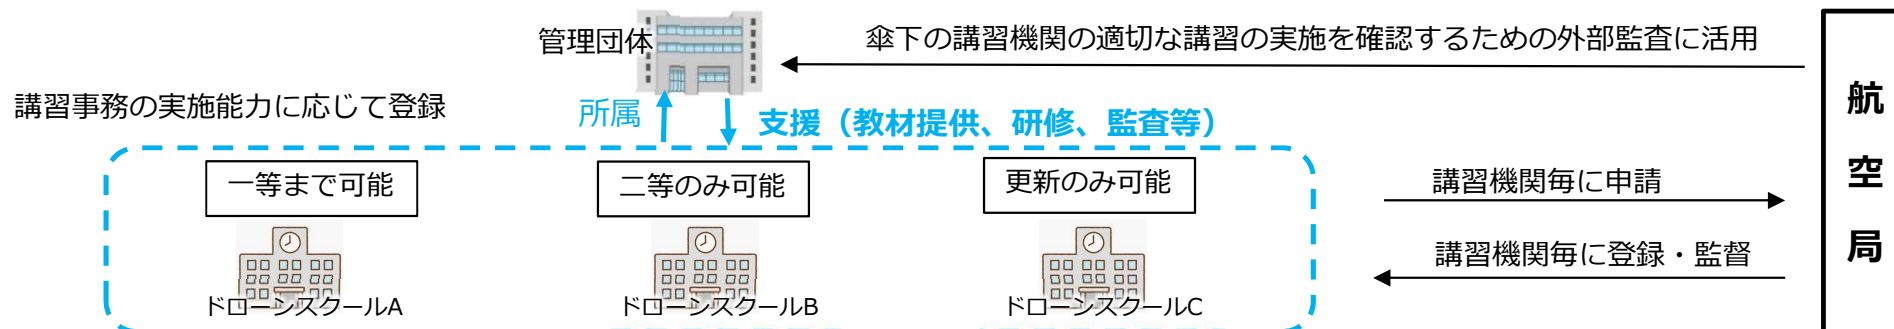 管理団体
傘下の講習機関の適切な講習の実施を確認するための外部監査に活用
講習事務の実施能力に応じて登録
所属
支援（教材提供、研修、監査等）
一等まで可能
二等のみ可能
更新のみ可能
ドローンスクールA
ドローンスクールB
ドローンスクールC
講習機関毎に申請
講習機関毎に登録・監督
航空局